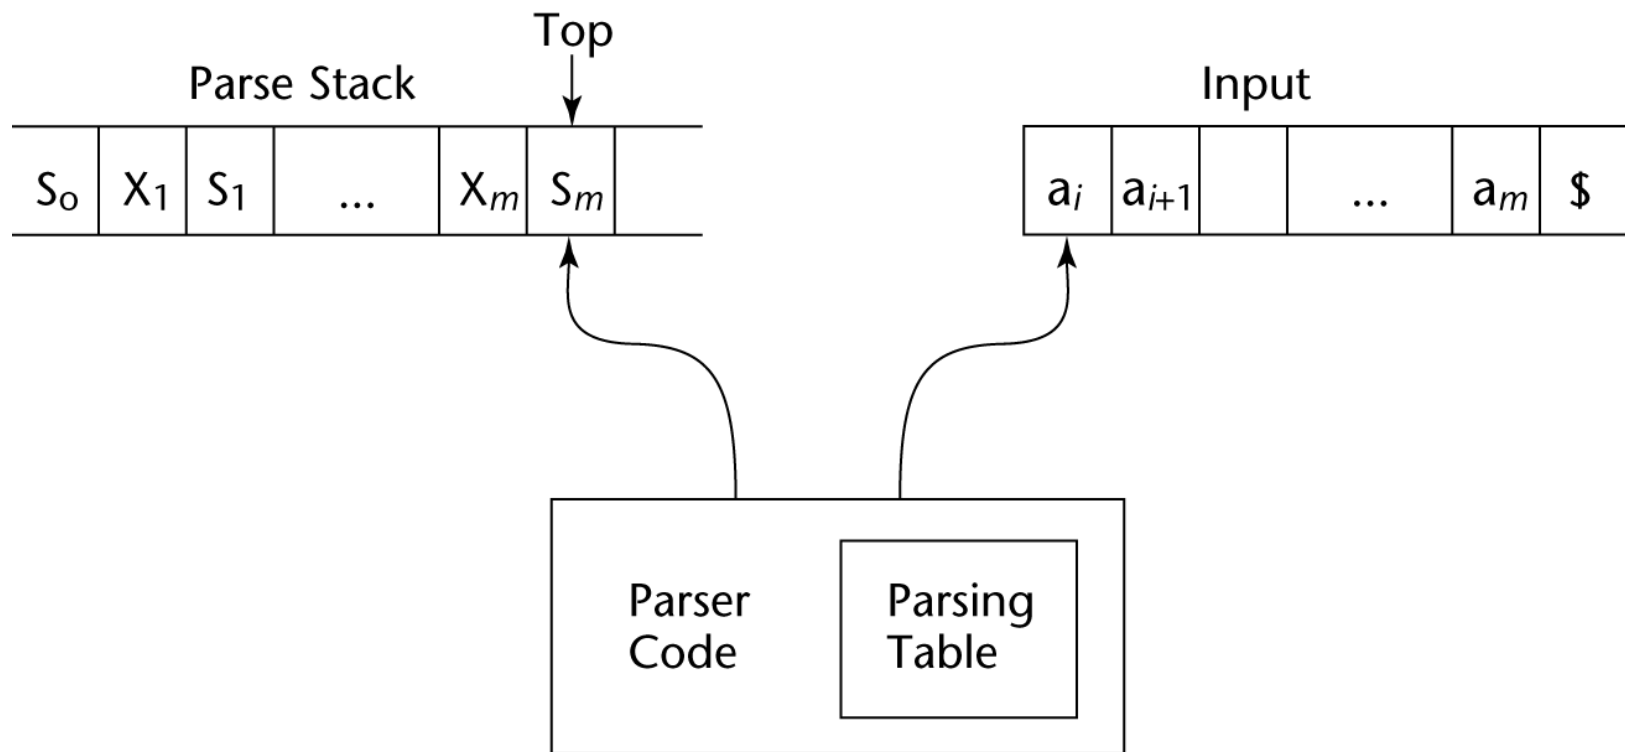 Top
Parse Stack
Input
S₀ X₁ S₁ ... Xₘ Sₘ
aᵢ aᵢ₊₁ ... aₘ $
Parser
Code
Parsing
Table